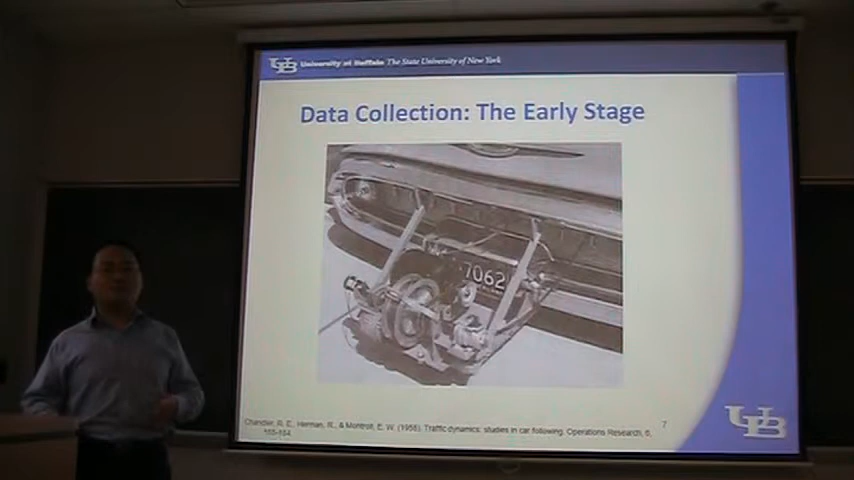 UB University at Buffalo The State University of New York
Data Collection: The Early Stage
7062
Chandler, R. E., Herman, R., & Montroll, E. W. (1958). Traffic dynamics: studies in car following. Operations Research, 6,
165-184.
7
UB